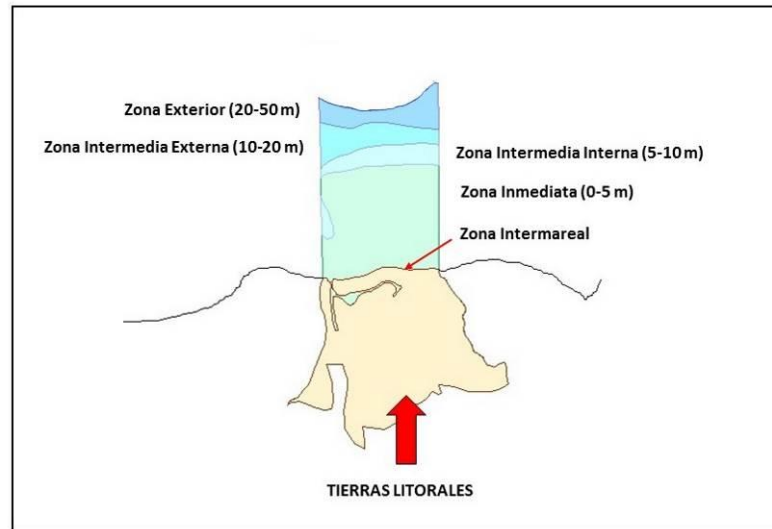 Zona Exterior (20-50 m)
Zona Intermedia Externa (10-20 m)
Zona Intermedia Interna (5-10 m)
Zona Inmediata (0-5 m)
Zona Intermareal
TIERRAS LITORALES